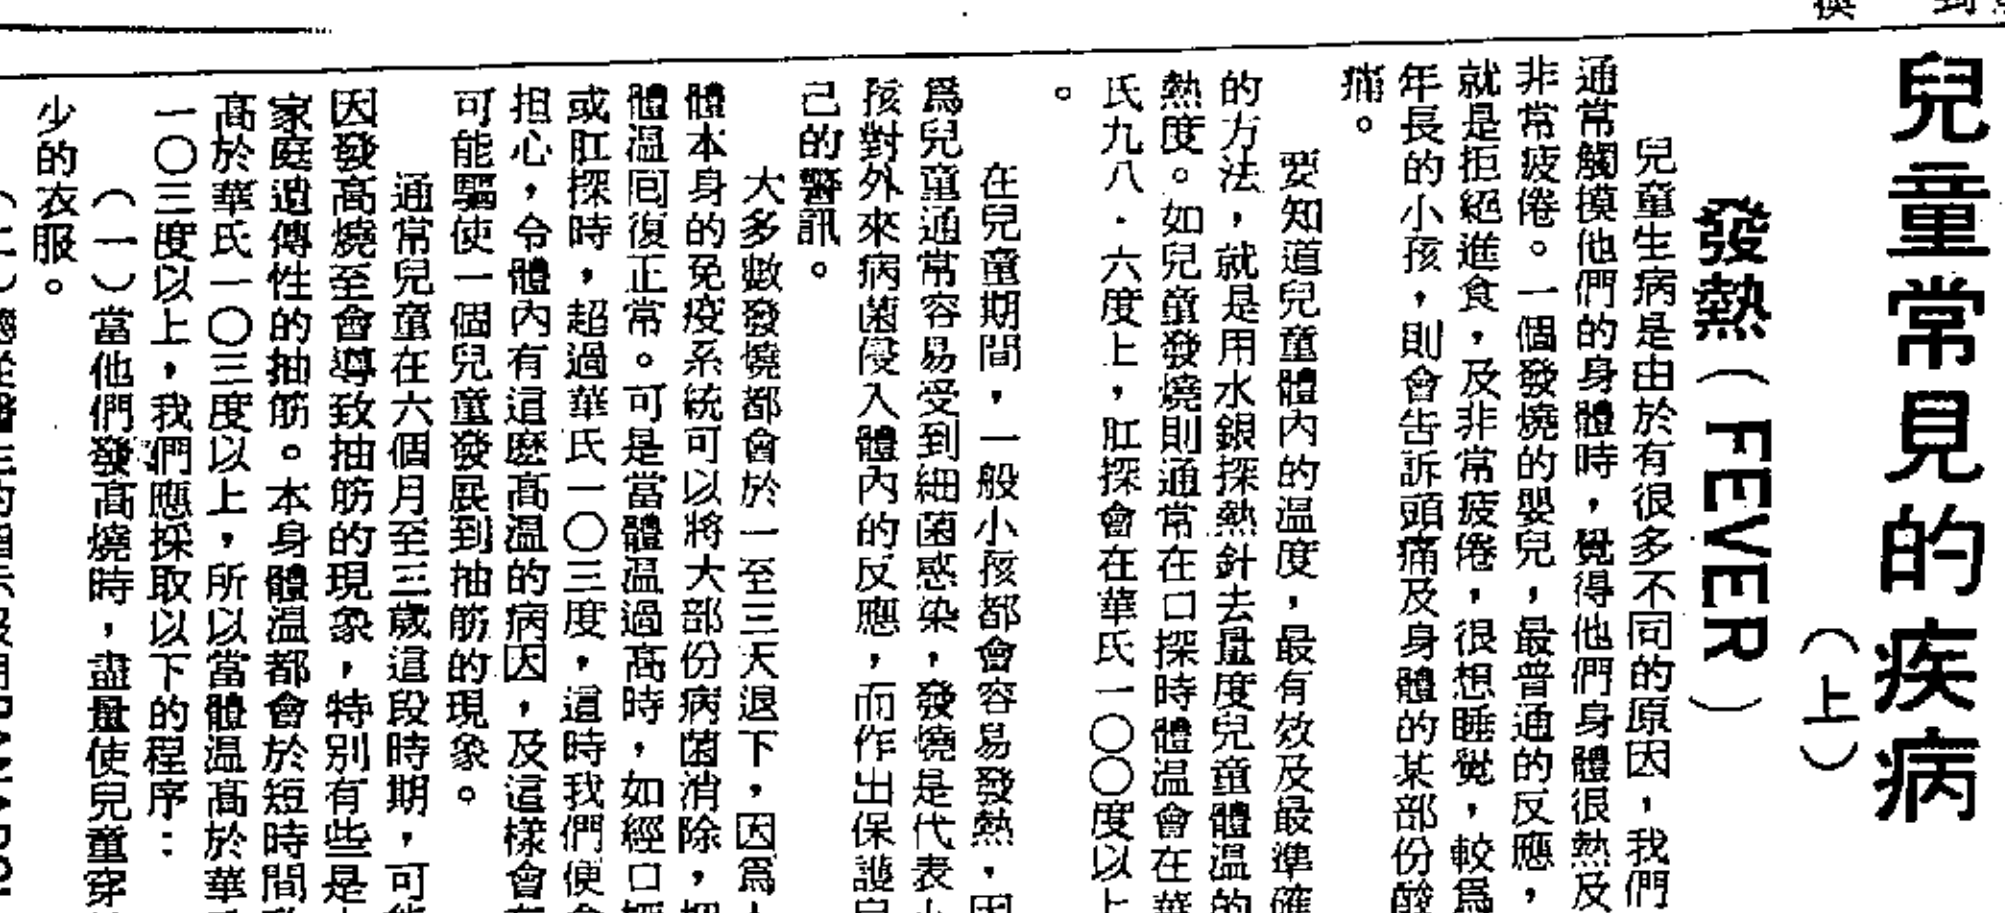 兒童常見的疾病
（上）
發熱（FEVER）
兒童生病是由於有很多不同的原因，我們
通常觸摸他們的身體時，覺得他們身體很熱及
非常疲倦。一個發燒的嬰兒，最普通的反應，
就是拒絕進食，及非常疲倦，很想睡覺，較爲
年長的小孩，則會告訴頭痛及身體的某部份酸
痛。
要知道兒童體內的温度，最有效及最準確
的方法，就是用水銀探熱針去量度兒童體温的
熱度。如兒童發燒則通常在口探時體温會在華
氏九八．六度上，肛探會在華氏一〇〇度以上
。
在兒童期間，一般小孩都會容易發熱，因
爲兒童通常容易受到細菌感染，發燒是代表小
孩對外來病菌侵入體內的反應，而作出保護自
己的警訊。
大多數發燒都會於一至三天退下，因爲人
體本身的免疫系統可以將大部份病菌消除，把
體温回復正常。可是當體温過高時，如經口
或肛探時，超過華氏一〇三度，這時我們便會
担心，令體內有這麽高温的病因，及這樣會
可能驅使一個兒童發展到抽筋的現象。
通常兒童在六個月至三歲這段時期，可能
因發高燒至會導致抽筋的現象，特別有些是
家庭遺傳性的抽筋。本身體温都會於短時間
高於華氏一〇三度以上，所以當體温高於華
一〇三度以上，我們應採取以下的程序：
（一）當他們發高燒時，盡量使兒童穿
少的衣服。